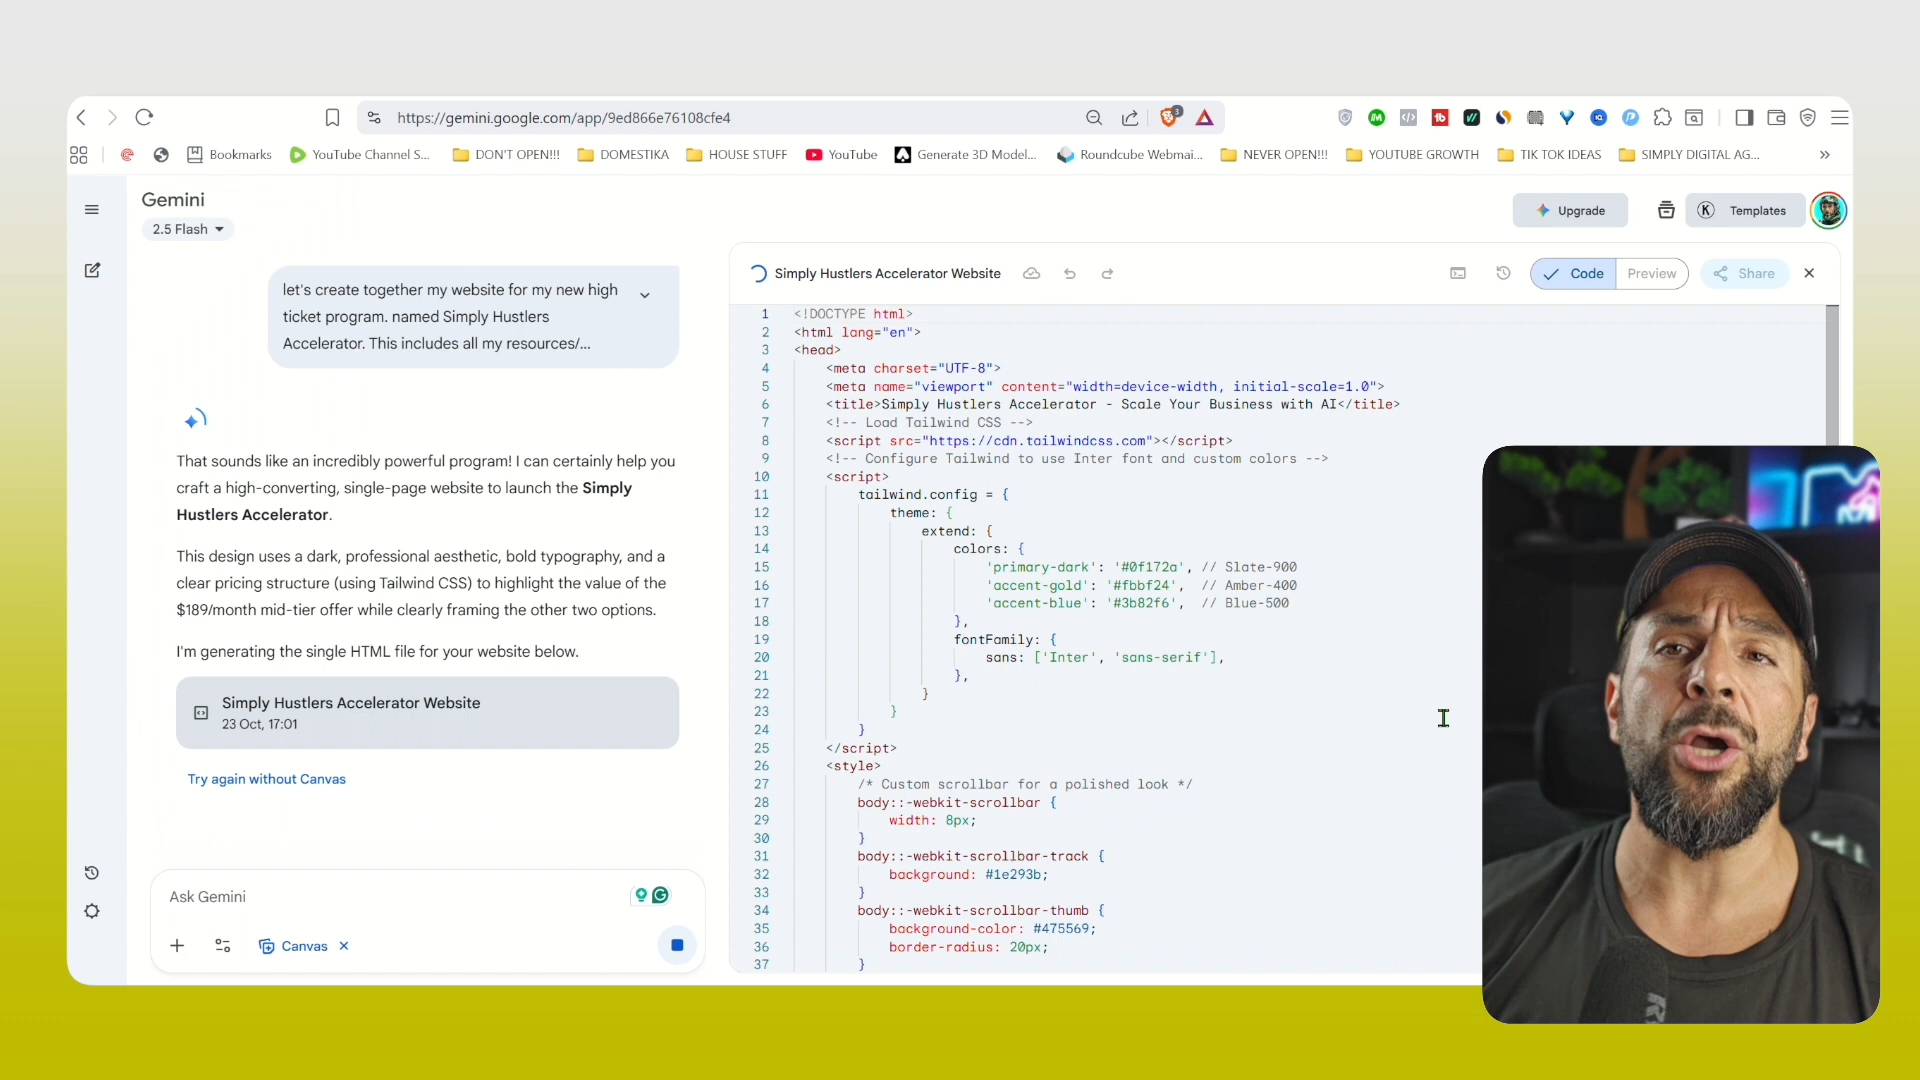 https://gemini.google.com/app/9ed866e76108cfe4
3
Bookmarks
YouTube Channel S...
DON'T OPEN!!!
DOMESTIKA
HOUSE STUFF
YouTube
Generate 3D Model...
Roundcube Webmai...
NEVER OPEN!!!
YOUTUBE GROWTH
TIK TOK IDEAS
SIMPLY DIGITAL AG...
Gemini
2.5 Flash
Upgrade
K
Templates
let's create together my website for my new high
ticket program. named Simply Hustlers
Accelerator. This includes all my resources/...
That sounds like an incredibly powerful program! I can certainly help you
craft a high-converting, single-page website to launch the Simply
Hustlers Accelerator.
This design uses a dark, professional aesthetic, bold typography, and a
clear pricing structure (using Tailwind CSS) to highlight the value of the
$189/month mid-tier offer while clearly framing the other two options.
I'm generating the single HTML file for your website below.
Simply Hustlers Accelerator Website
23 Oct, 17:01
Try again without Canvas
Ask Gemini
Canvas
Simply Hustlers Accelerator Website
Code
Preview
Share
1 <!DOCTYPE html>
2 <html lang="en">
3 <head>
4 <meta charset="UTF-8">
5 <meta name="viewport" content="width=device-width, initial-scale=1.0">
6 <title>Simply Hustlers Accelerator - Scale Your Business with AI</title>
7 <!-- Load Tailwind CSS -->
8 <script src="https://cdn.tailwindcss.com"></script>
9 <!-- Configure Tailwind to use Inter font and custom colors -->
10 <script>
11 tailwind.config = {
12 theme: {
13 extend: {
14 colors: {
15 'primary-dark': '#0f172a', // Slate-900
16 'accent-gold': '#fbbf24', // Amber-400
17 'accent-blue': '#3b82f6', // Blue-500
18 },
19 fontFamily: {
20 sans: ['Inter', 'sans-serif'],
21 },
22 }
23 }
24 }
25 </script>
26 <style>
27 /* Custom scrollbar for a polished look */
28 body::-webkit-scrollbar {
29 width: 8px;
30 }
31 body::-webkit-scrollbar-track {
32 background: #1e293b;
33 }
34 body::-webkit-scrollbar-thumb {
35 background-color: #475569;
36 border-radius: 20px;
37 }